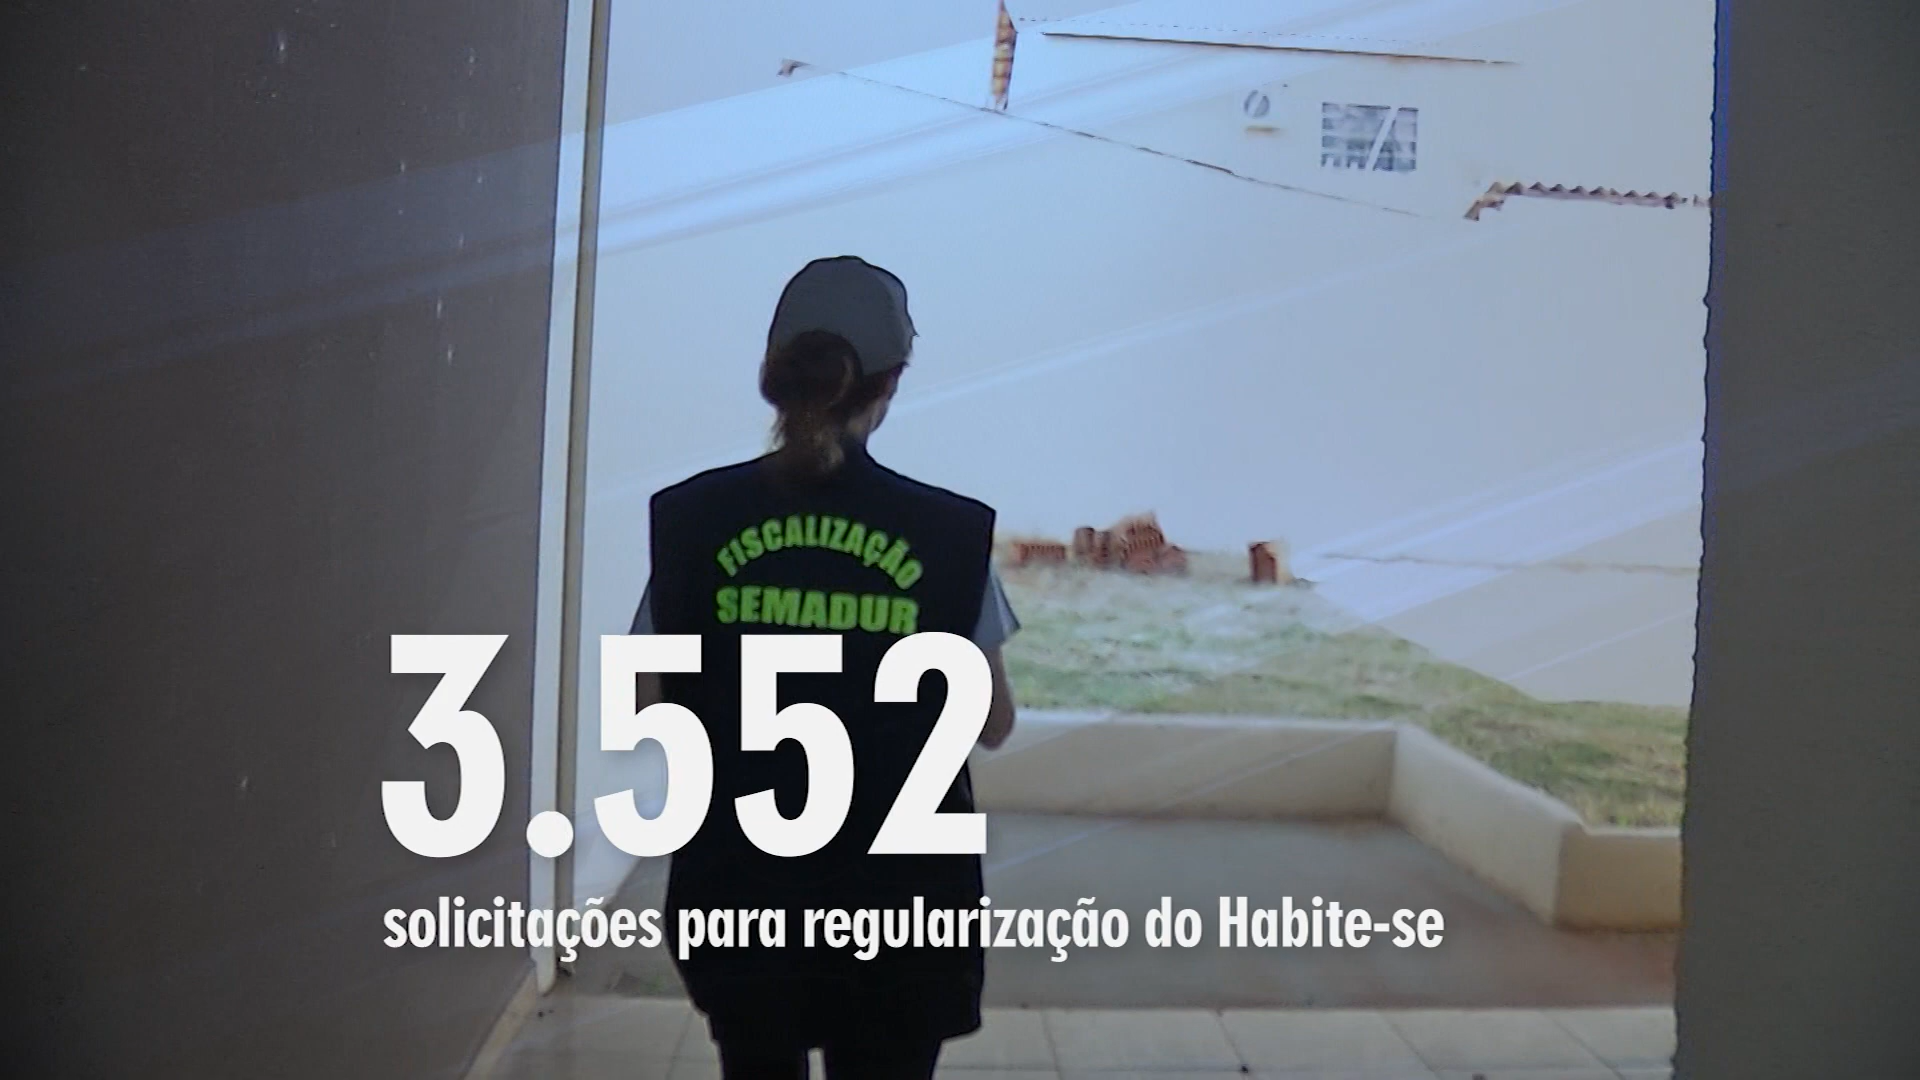 FISCALIZAÇÃO
SEMADUR
3.552
solicitações para regularização do Habite-se